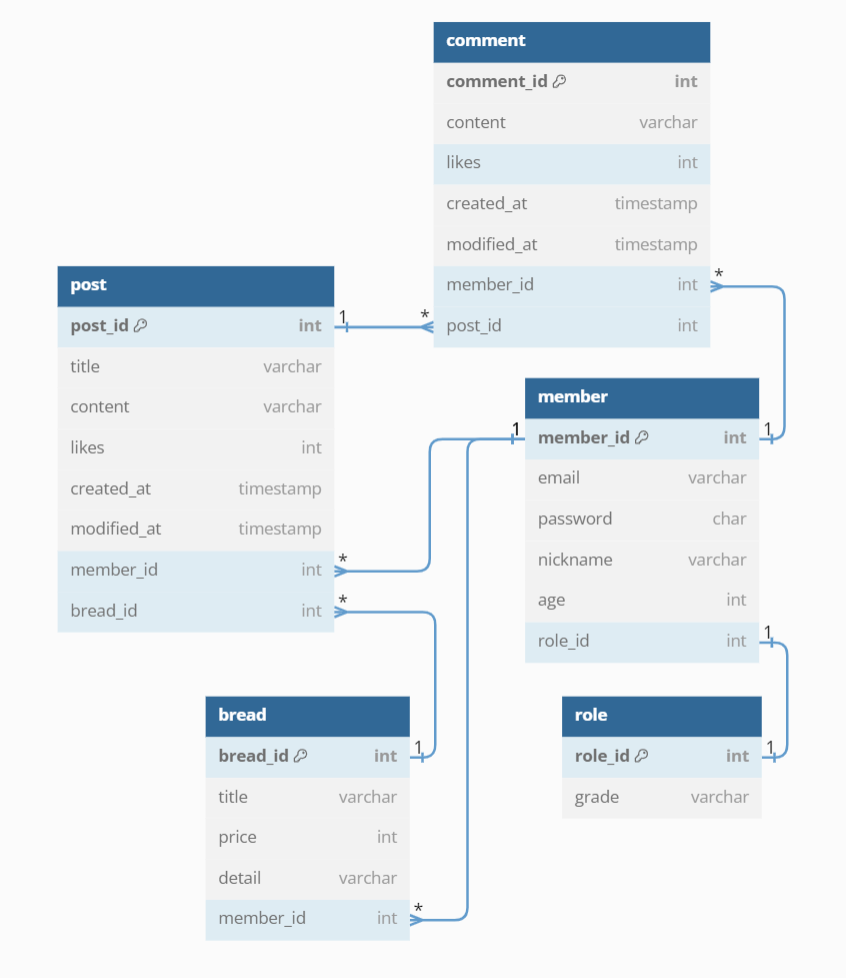 comment
comment_id int
content varchar
likes int
created_at timestamp
modified_at timestamp
member_id int *
post_id int
post
post_id int 1 *
title varchar
content varchar
likes int
created_at timestamp
modified_at timestamp
member_id int *
bread_id int *
member
1 member_id int 1
email varchar
password char
nickname varchar
age int
role_id int 1
bread
bread_id int 1
title varchar
price int
detail varchar
member_id int *
role
role_id int 1
grade varchar